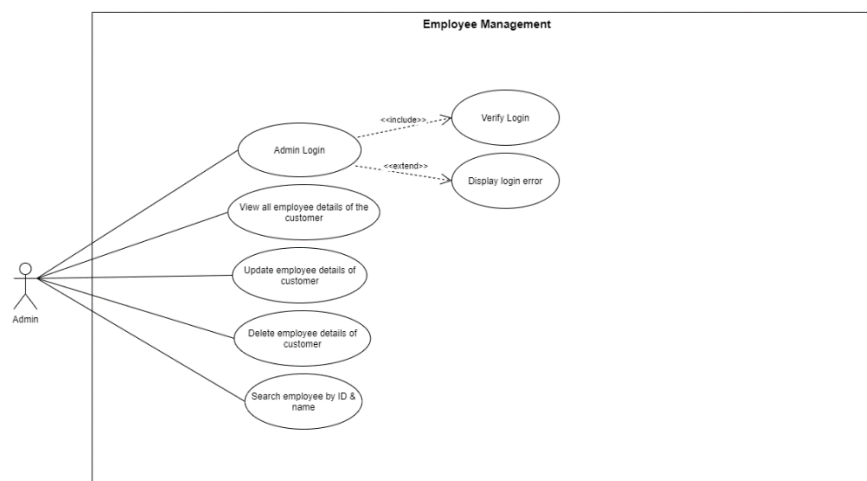 Employee Management
<<include>>
Verify Login
Admin Login
<<extend>>
Display login error
View all employee details of the
customer
Update employee details of
customer
Admin
Delete employee details of
customer
Search employee by ID &
name